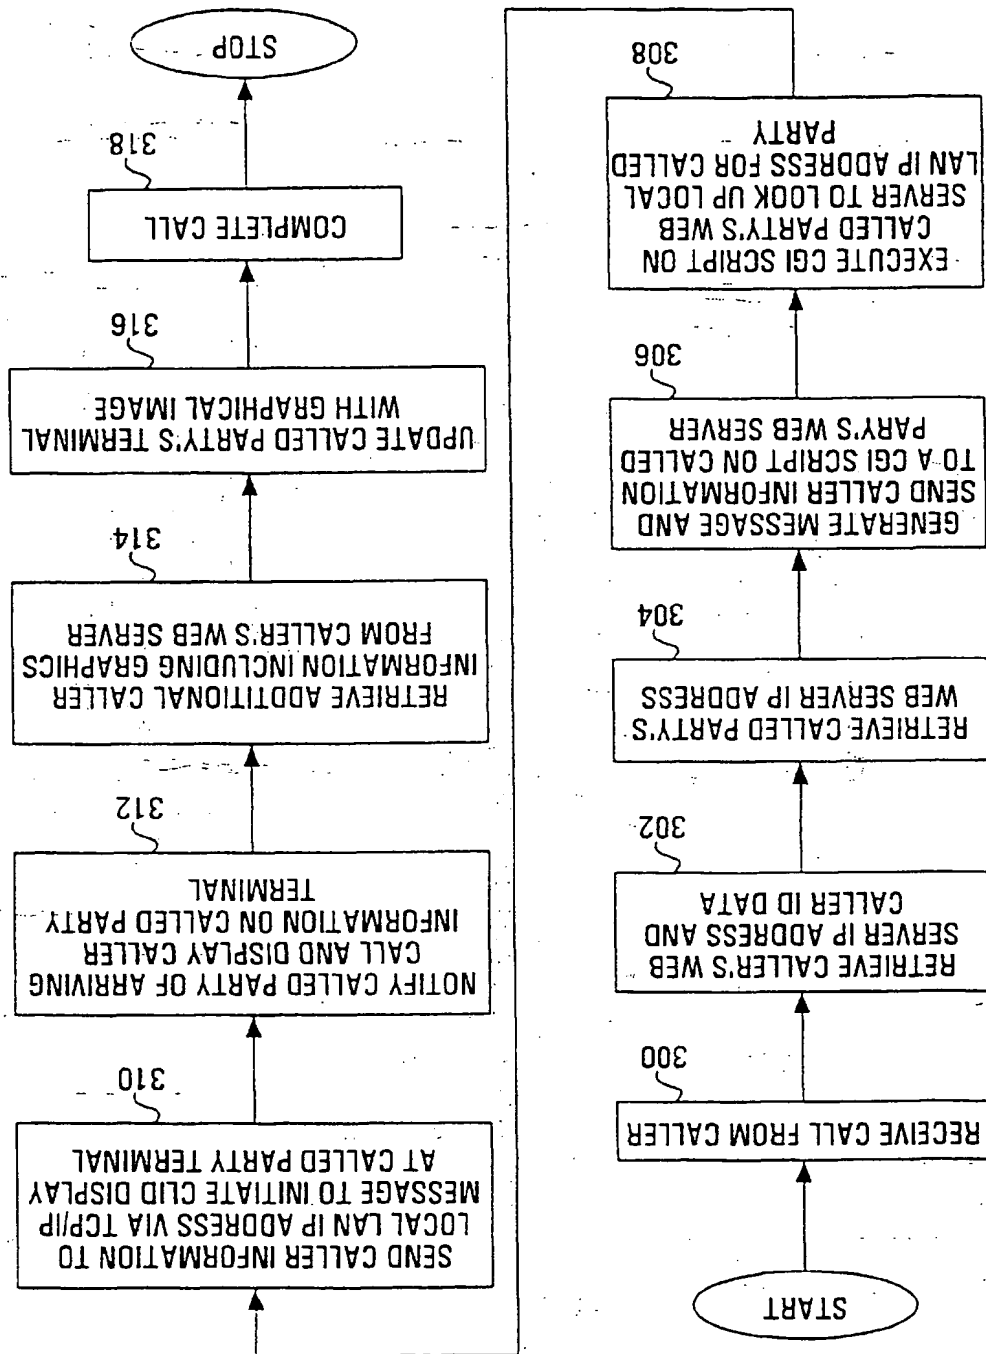 START
RECEIVE CALL FROM CALLER
300
RETRIEVE CALLER'S WEB
SERVER IP ADDRESS AND
CALLER ID DATA
302
RETRIEVE CALLED PARTY'S
WEB SERVER IP ADDRESS
304
GENERATE MESSAGE AND
SEND CALLER INFORMATION
TO A CGI SCRIPT ON CALLED
PARY'S WEB SERVER
306
EXECUTE CGI SCRIPT ON
CALLED PARTY'S WEB
SERVER TO LOOK UP LOCAL
LAN IP ADDRESS FOR CALLED
PARTY
308
SEND CALLER INFORMATION TO
LOCAL LAN IP ADDRESS VIA TCP/IP
MESSAGE TO INITIATE CLID DISPLAY
AT CALLED PARTY TERMINAL
310
NOTIFY CALLED PARTY OF ARRIVING
CALL AND DISPLAY CALLER
INFORMATION ON CALLED PARTY
TERMINAL
312
RETRIEVE ADDTITIONAL CALLER
INFORMATION INCLUDING GRAPHICS
FROM CALLER'S WEB SERVER
314
UPDATE CALLED PARTY'S TERMINAL
WITH GRAPHICAL IMAGE
316
COMPLETE CALL
318
STOP